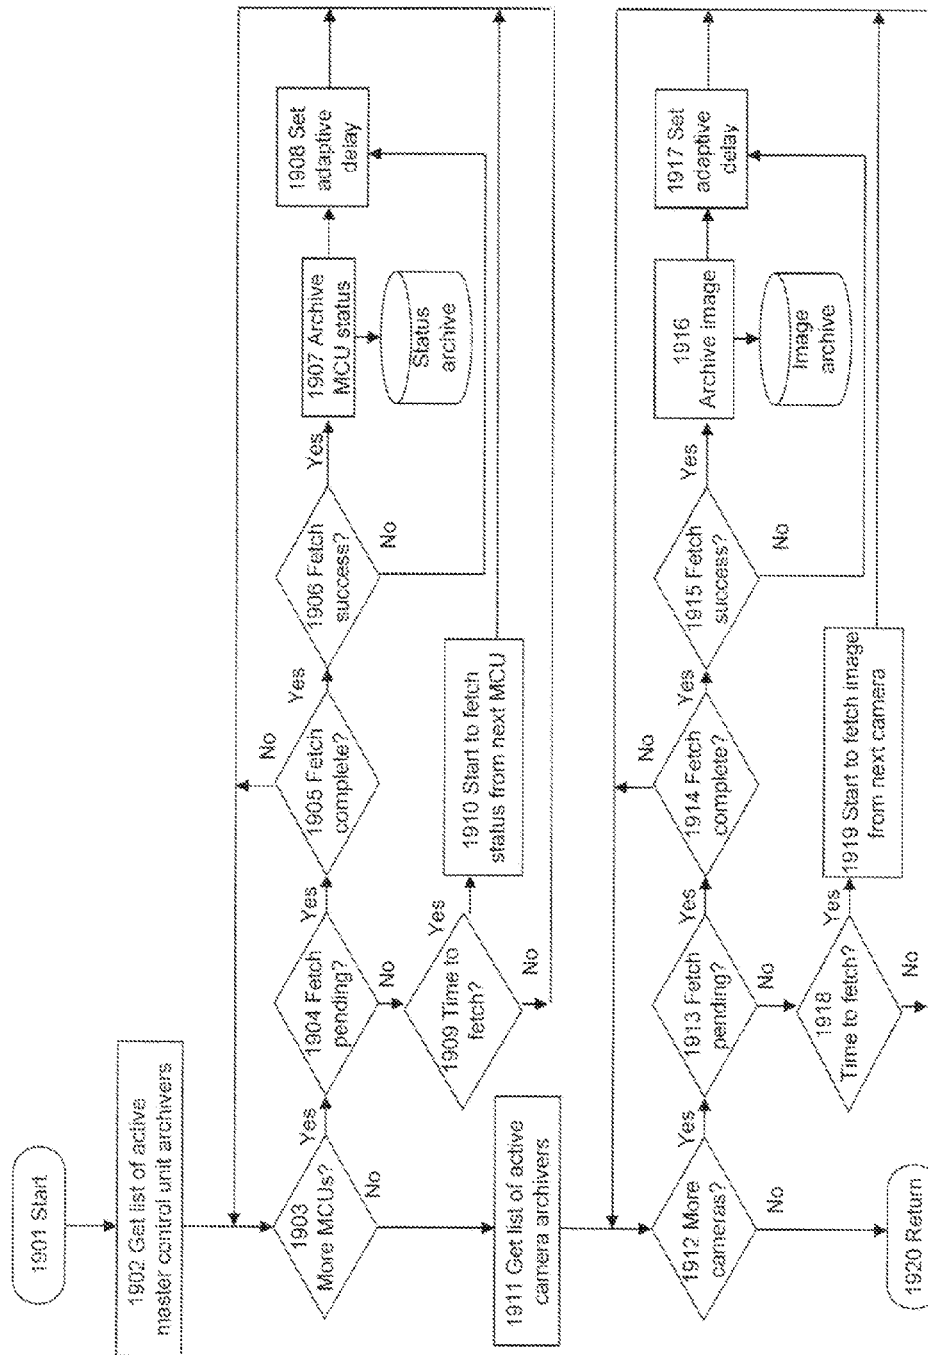 1901 Start
1902 Get list of active
master control unit archivers
1903
More MCUs?
Yes
No
1904 Fetch
pending?
Yes
No
1905 Fetch
complete?
Yes
No
1906 Fetch
success?
Yes
No
1907 Archive
MCU status
Status
archive
1908 Set
adaptive
delay
1909 Time to
fetch?
Yes
No
1910 Start to fetch
status from next MCU
1911 Get list of active
camera archivers
1912 More
cameras?
Yes
No
1913 Fetch
pending?
Yes
No
1914 Fetch
complete?
Yes
No
1915 Fetch
success?
Yes
No
1916
Archive image
Image
archive
1917 Set
adaptive
delay
1918
Time to fetch?
Yes
No
1919 Start to fetch image
from next camera
1920 Return